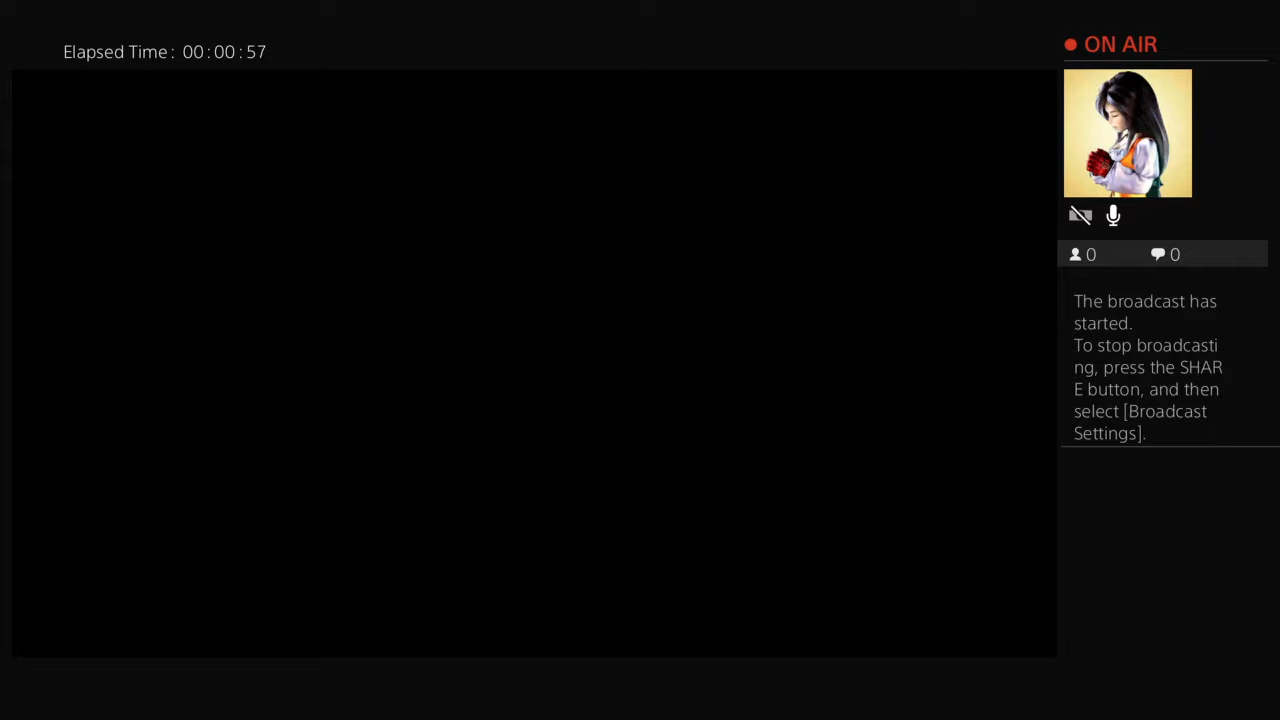 Elapsed Time: 00:00:57
ON AIR
0 0
The broadcast has
started.
To stop broadcasti
ng, press the SHAR
E button, and then
select [Broadcast
Settings].